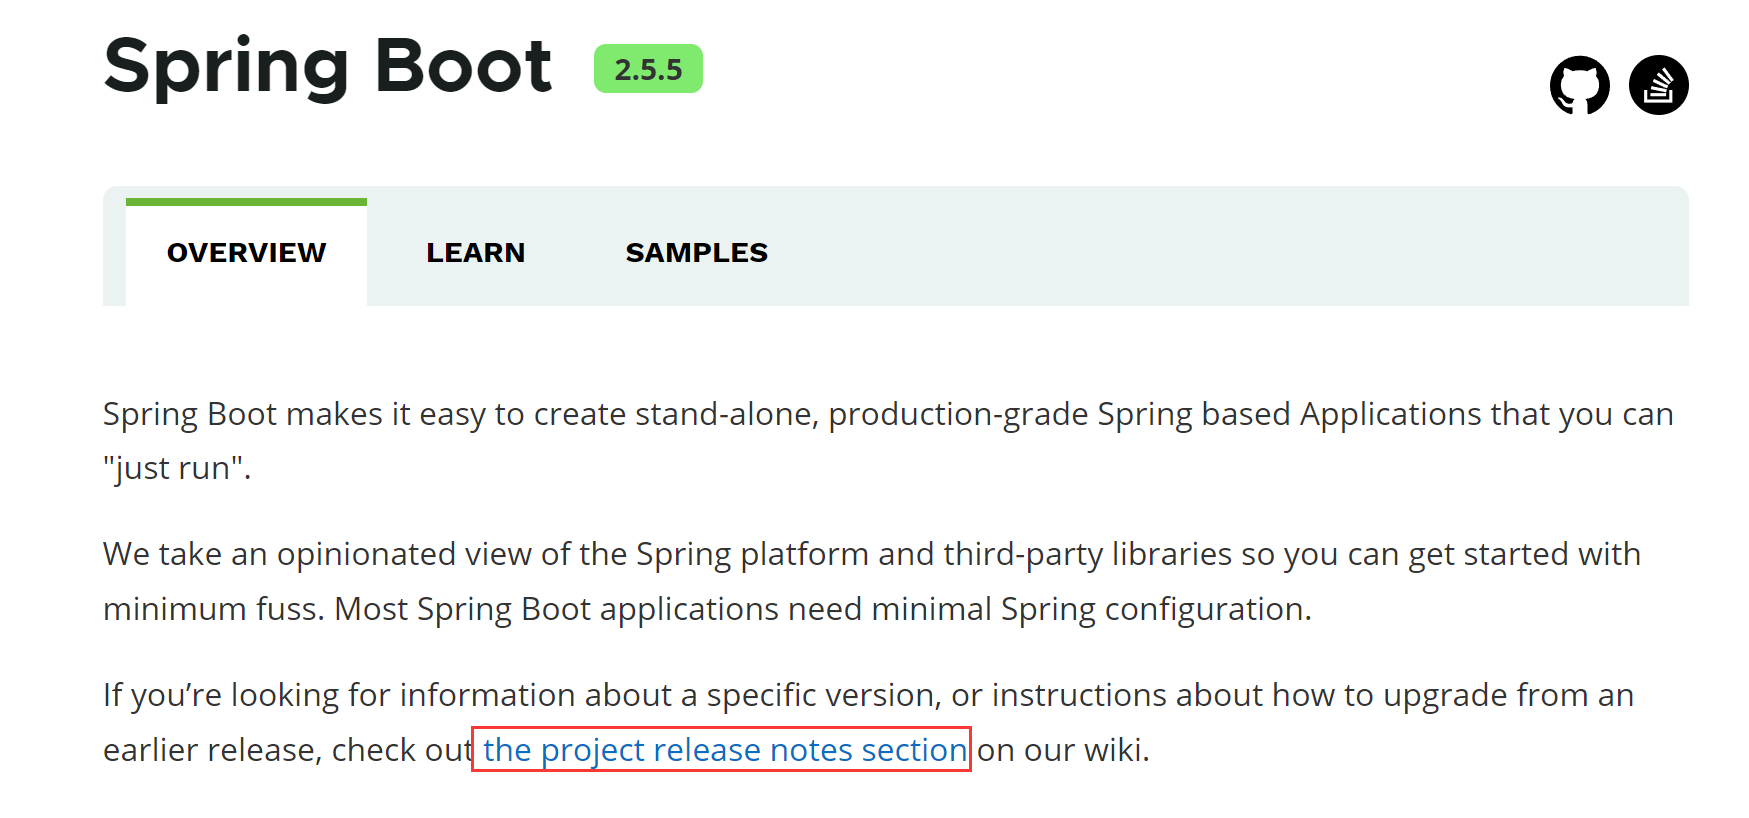 Spring Boot 2.5.5
OVERVIEW LEARN SAMPLES
Spring Boot makes it easy to create stand-alone, production-grade Spring based Applications that you can
"just run".
We take an opinionated view of the Spring platform and third-party libraries so you can get started with
minimum fuss. Most Spring Boot applications need minimal Spring configuration.
If you’re looking for information about a specific version, or instructions about how to upgrade from an
earlier release, check out the project release notes section on our wiki.